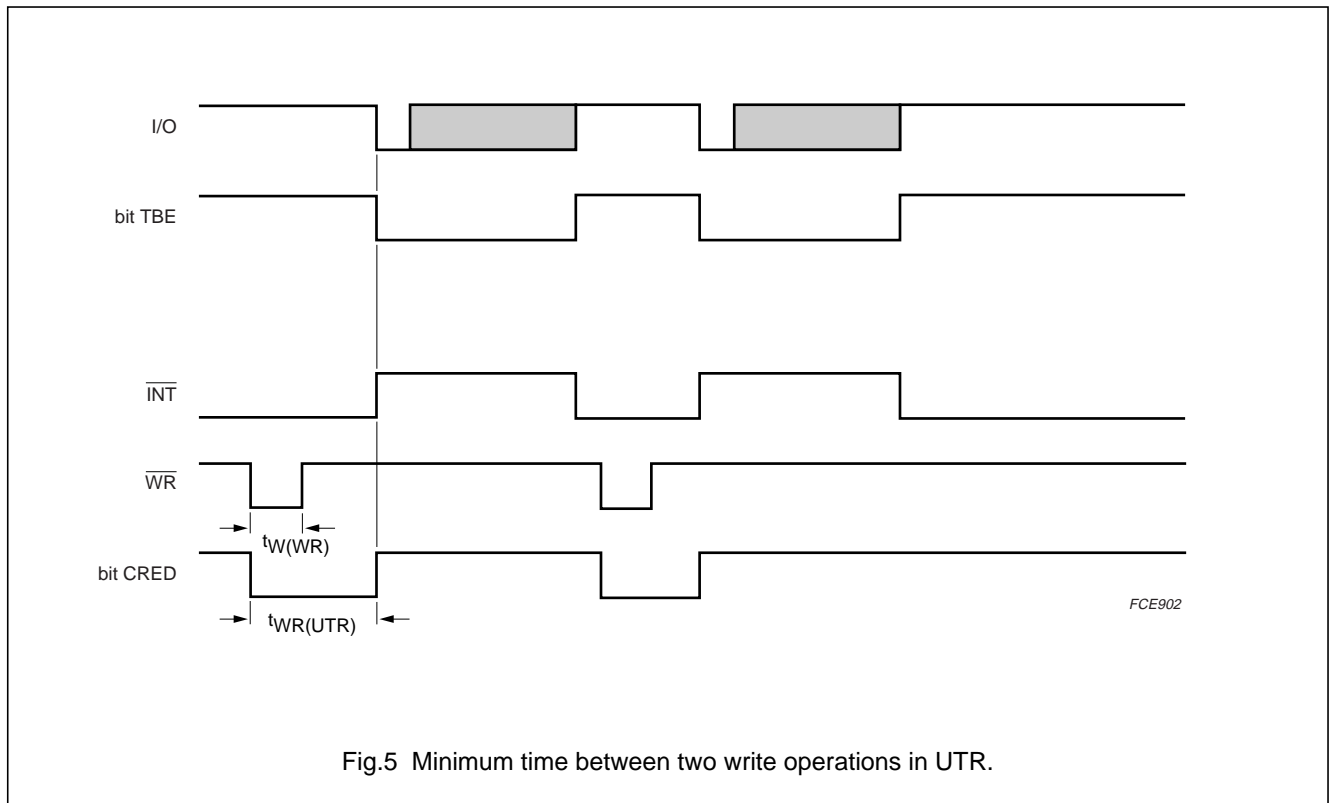 I/O
bit TBE
INT
WR
tW(WR)
bit CRED
tWR(UTR)
FCE902
Fig.5 Minimum time between two write operations in UTR.